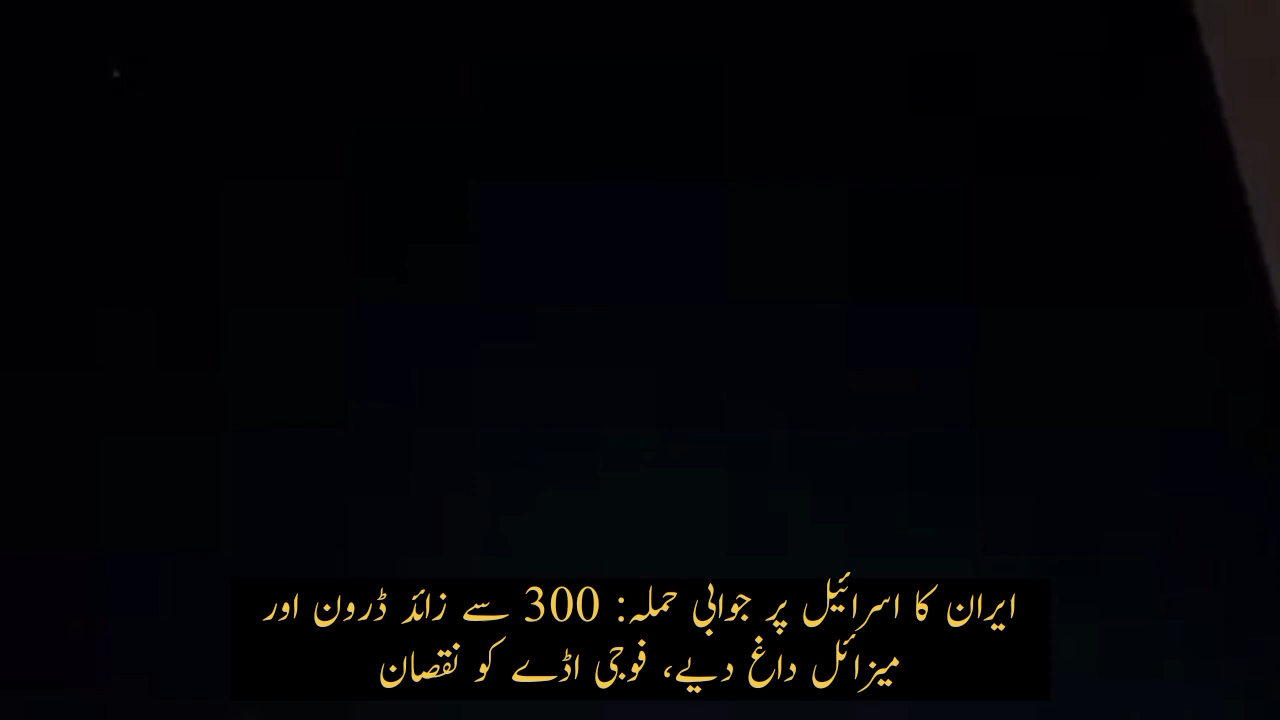 ایران کا اسرائیل پر جوابی حملہ: 300 سے زائد ڈرون اور
میزائل داغ دیے، فوجی اڈے کو نقصان